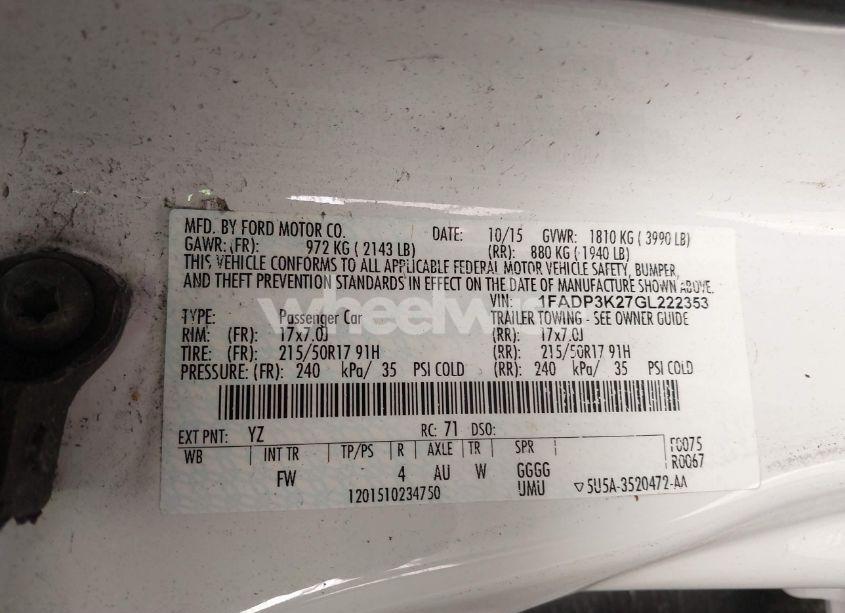 MFD. BY FORD MOTOR CO. DATE: 10/15 GVWR: 1810 KG ( 3990 LB)
GAWR: (FR): 972 KG ( 2143 LB) (RR): 880 KG ( 1940 LB)
THIS VEHICLE CONFORMS TO ALL APPLICABLE FEDERAL MOTOR VEHICLE SAFETY, BUMPER,
AND THEFT PREVENTION STANDARDS IN EFFECT ON THE DATE OF MANUFACTURE SHOWN ABOVE.
VIN: 1FADP3K27GL222353
TYPE: Passenger Car TRAILER TOWING - SEE OWNER GUIDE
RIM: (FR): 17x7.0J (RR): 17x7.0J
TIRE: (FR): 215/50R17 91H (RR): 215/50R17 91H
PRESSURE: (FR): 240 kPa/ 35 PSI COLD (RR): 240 kPa/ 35 PSI COLD
EXT PNT: YZ RC: 71 DSO:
WB INT TR TP/PS R AXLE TR SPR F0075
FW 4 AU W GGGG R0067
1201510234750 UMU ▽ 5U5A-3520472-AA